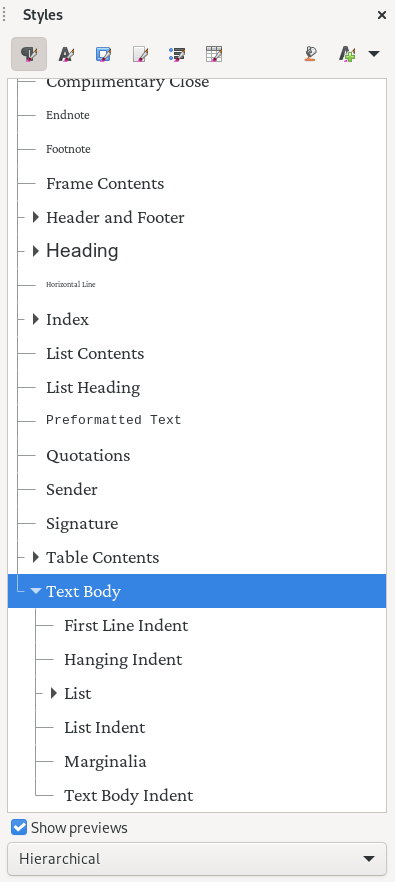 Styles
Complimentary Close
Endnote
Footnote
Frame Contents
Header and Footer
Heading
Horizontal Line
Index
List Contents
List Heading
Preformatted Text
Quotations
Sender
Signature
Table Contents
Text Body
First Line Indent
Hanging Indent
List
List Indent
Marginalia
Text Body Indent
Show previews
Hierarchical